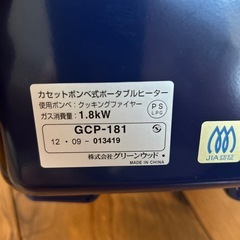 カセットボンベ式ポータブルヒーター
使用ボンベ：クッキングファイヤー
ガス消費量：1.8kW
PS
LPG
GCP-181
12・09－013419
株式会社グリーンウッド
MADE IN CHINA
JIA認証